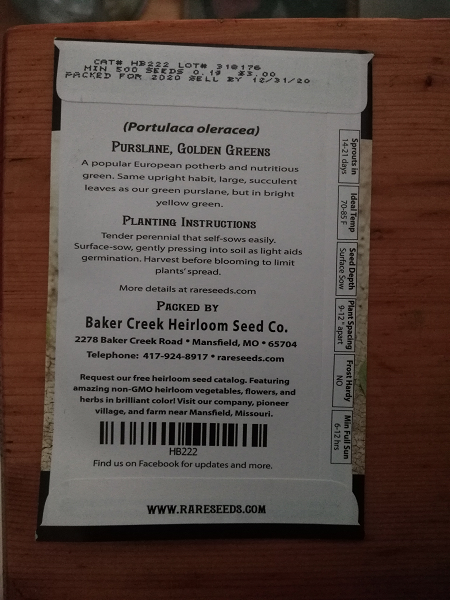 CAT# HB222 LOT# 310176
MIN 500 SEEDS 0.1g $3.00
PACKED FOR 2020 SELL BY 12/31/20
(Portulaca oleracea)
PURSLANE, GOLDEN GREENS
A popular European potherb and nutritious
green. Same upright habit, large, succulent
leaves as our green purslane, but in bright
yellow green.
PLANTING INSTRUCTIONS
Tender perennial that self-sows easily.
Surface-sow, gently pressing into soil as light aids
germination. Harvest before blooming to limit
plants' spread.
More details at rareseeds.com
PACKED BY
Baker Creek Heirloom Seed Co.
2278 Baker Creek Road • Mansfield, MO • 65704
Telephone: 417-924-8917 • rareseeds.com
Request our free heirloom seed catalog. Featuring
amazing non-GMO heirloom vegetables, flowers, and
herbs in brilliant color! Visit our company, pioneer
village, and farm near Mansfield, Missouri.
HB222
Find us on Facebook for updates and more.
WWW.RARESEEDS.COM
Sprouts in
14-21 days
Ideal Temp
70-85 F
Seed Depth
Surface Sow
Plant Spacing
9-12" apart
Frost Hardy
NO
Min Full Sun
6-12 hrs